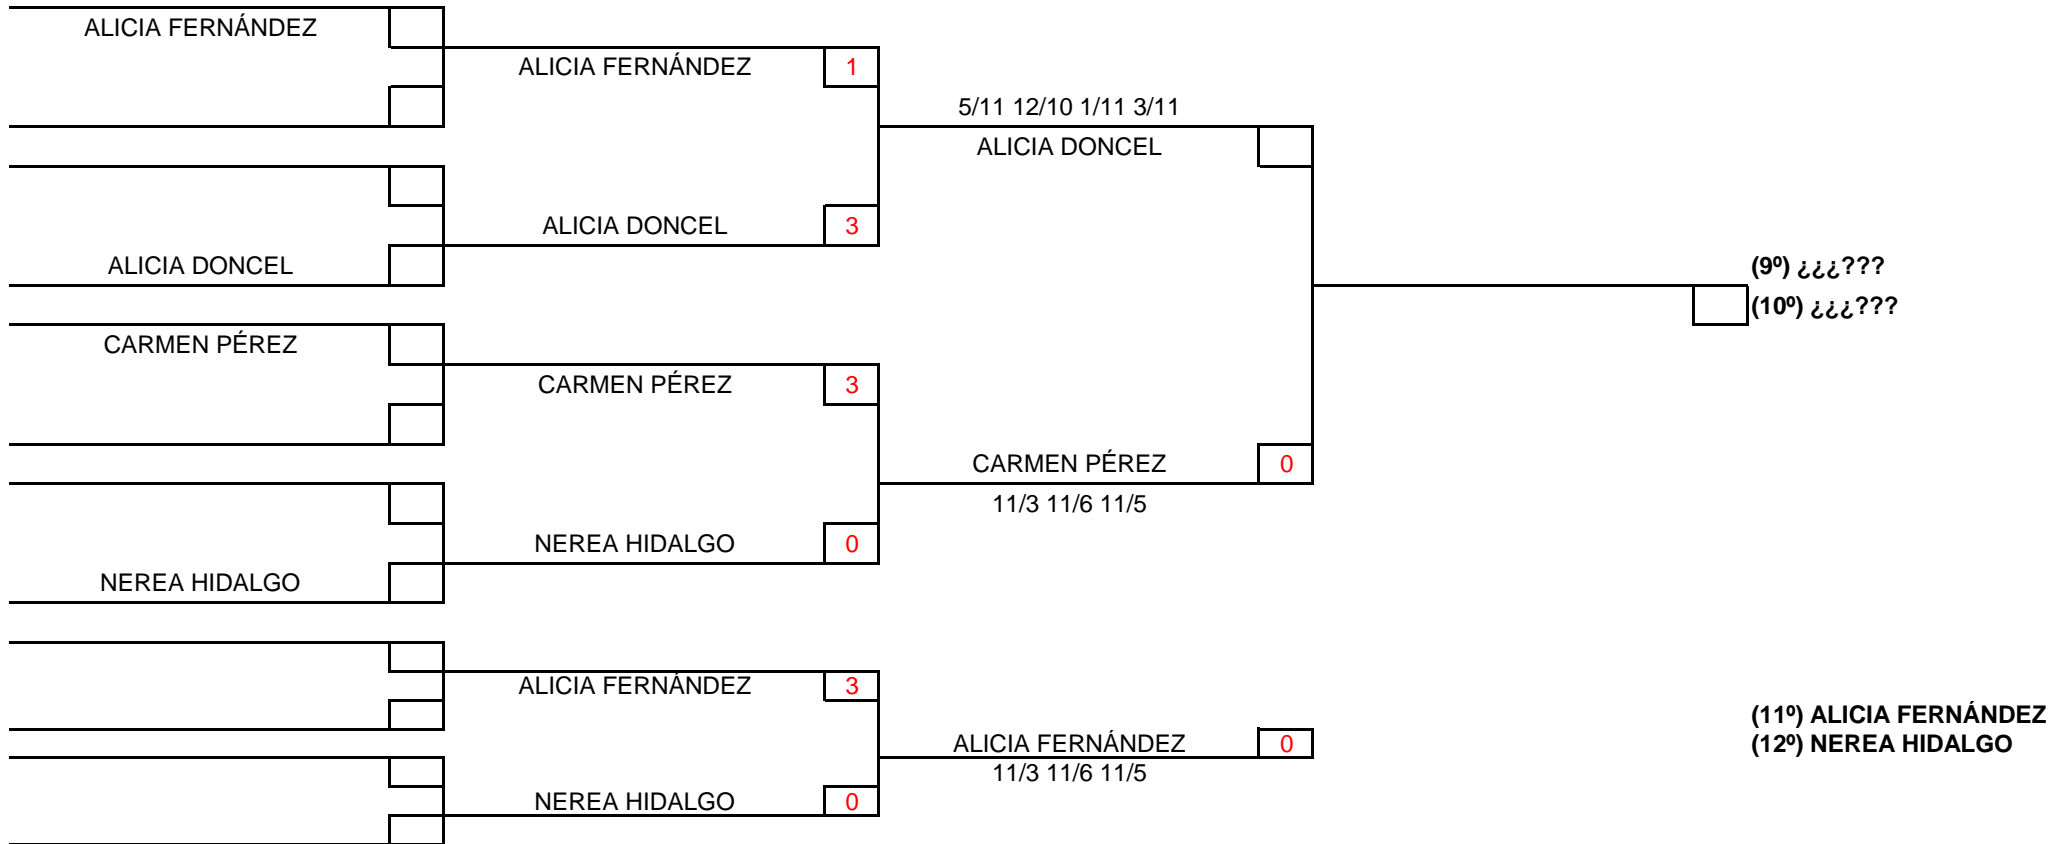 ALICIA FERNÁNDEZ
ALICIA FERNÁNDEZ 1
5/11 12/10 1/11 3/11
ALICIA DONCEL
ALICIA DONCEL 3
ALICIA DONCEL
(9º) ¿¿¿???
(10º) ¿¿¿???
CARMEN PÉREZ
CARMEN PÉREZ 3
CARMEN PÉREZ 0
11/3 11/6 11/5
NEREA HIDALGO 0
NEREA HIDALGO
ALICIA FERNÁNDEZ 3
(11º) ALICIA FERNÁNDEZ
ALICIA FERNÁNDEZ 0
(12º) NEREA HIDALGO
11/3 11/6 11/5
NEREA HIDALGO 0